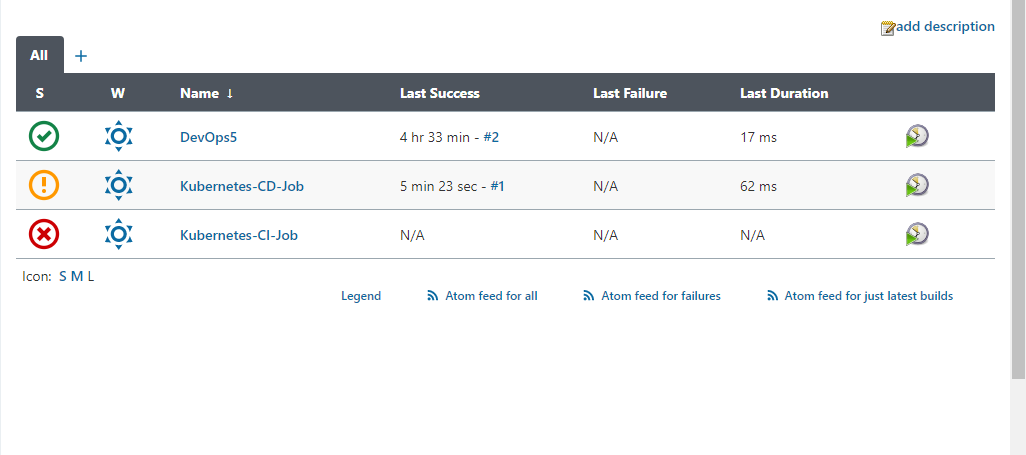 add description
All +
S W Name ↓ Last Success Last Failure Last Duration
DevOps5 4 hr 33 min - #2 N/A 17 ms
Kubernetes-CD-Job 5 min 23 sec - #1 N/A 62 ms
Kubernetes-CI-Job N/A N/A N/A
Icon: S M L
Legend Atom feed for all Atom feed for failures Atom feed for just latest builds